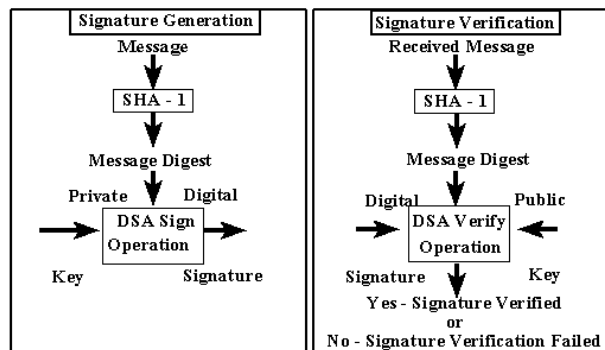 Signature Generation
Message
SHA - 1
Message Digest
Private Digital
DSA Sign
Operation
Key Signature
Signature Verification
Received Message
SHA - 1
Message Digest
Digital Public
DSA Verify
Operation
Signature Key
Yes - Signature Verified
or
No - Signature Verification Failed